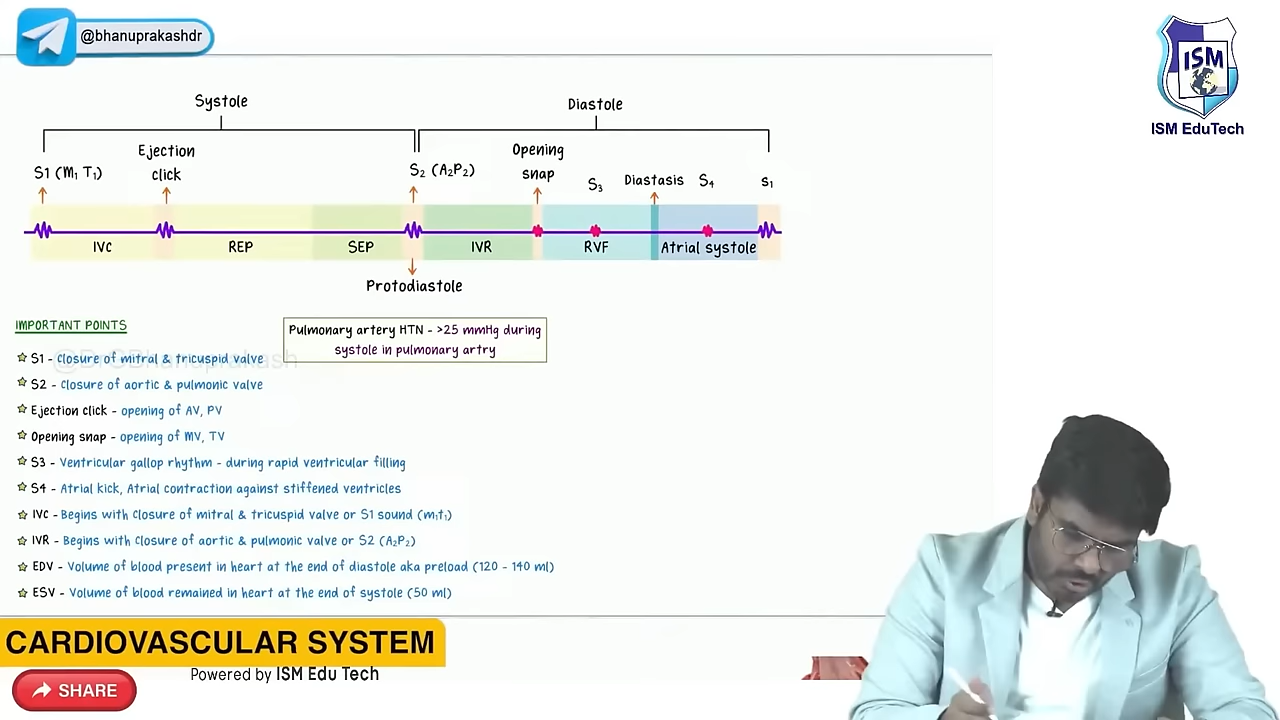 @bhanuprakashdr
ISM
ISM EduTech
Systole
Diastole
Ejection
click
Opening
snap
S1 (M₁ T₁)
S₂ (A₂P₂)
S₃
Diastasis
S₄
S₁
IVC
REP
SEP
IVR
RVF
Atrial systole
Protodiastole
IMPORTANT POINTS
Pulmonary artery HTN - >25 mmHg during
systole in pulmonary artry
S1 - Closure of mitral & tricuspid valve
@DrGBhanuprakash
S2 - Closure of aortic & pulmonic valve
Ejection click - opening of AV, PV
Opening snap - opening of MV, TV
S3 - Ventricular gallop rhythm - during rapid ventricular filling
S4 - Atrial kick, Atrial contraction against stiffened ventricles
IVC - Begins with Closure of mitral & tricuspid valve or S1 sound (m₁t₁)
IVR - Begins with Closure of aortic & pulmonic valve or S2 (A₂P₂)
EDV - Volume of blood present in heart at the end of diastole aka preload (120 - 140 ml)
ESV - Volume of blood remained in heart at the end of systole (50 ml)
CARDIOVASCULAR SYSTEM
Powered by ISM Edu Tech
SHARE